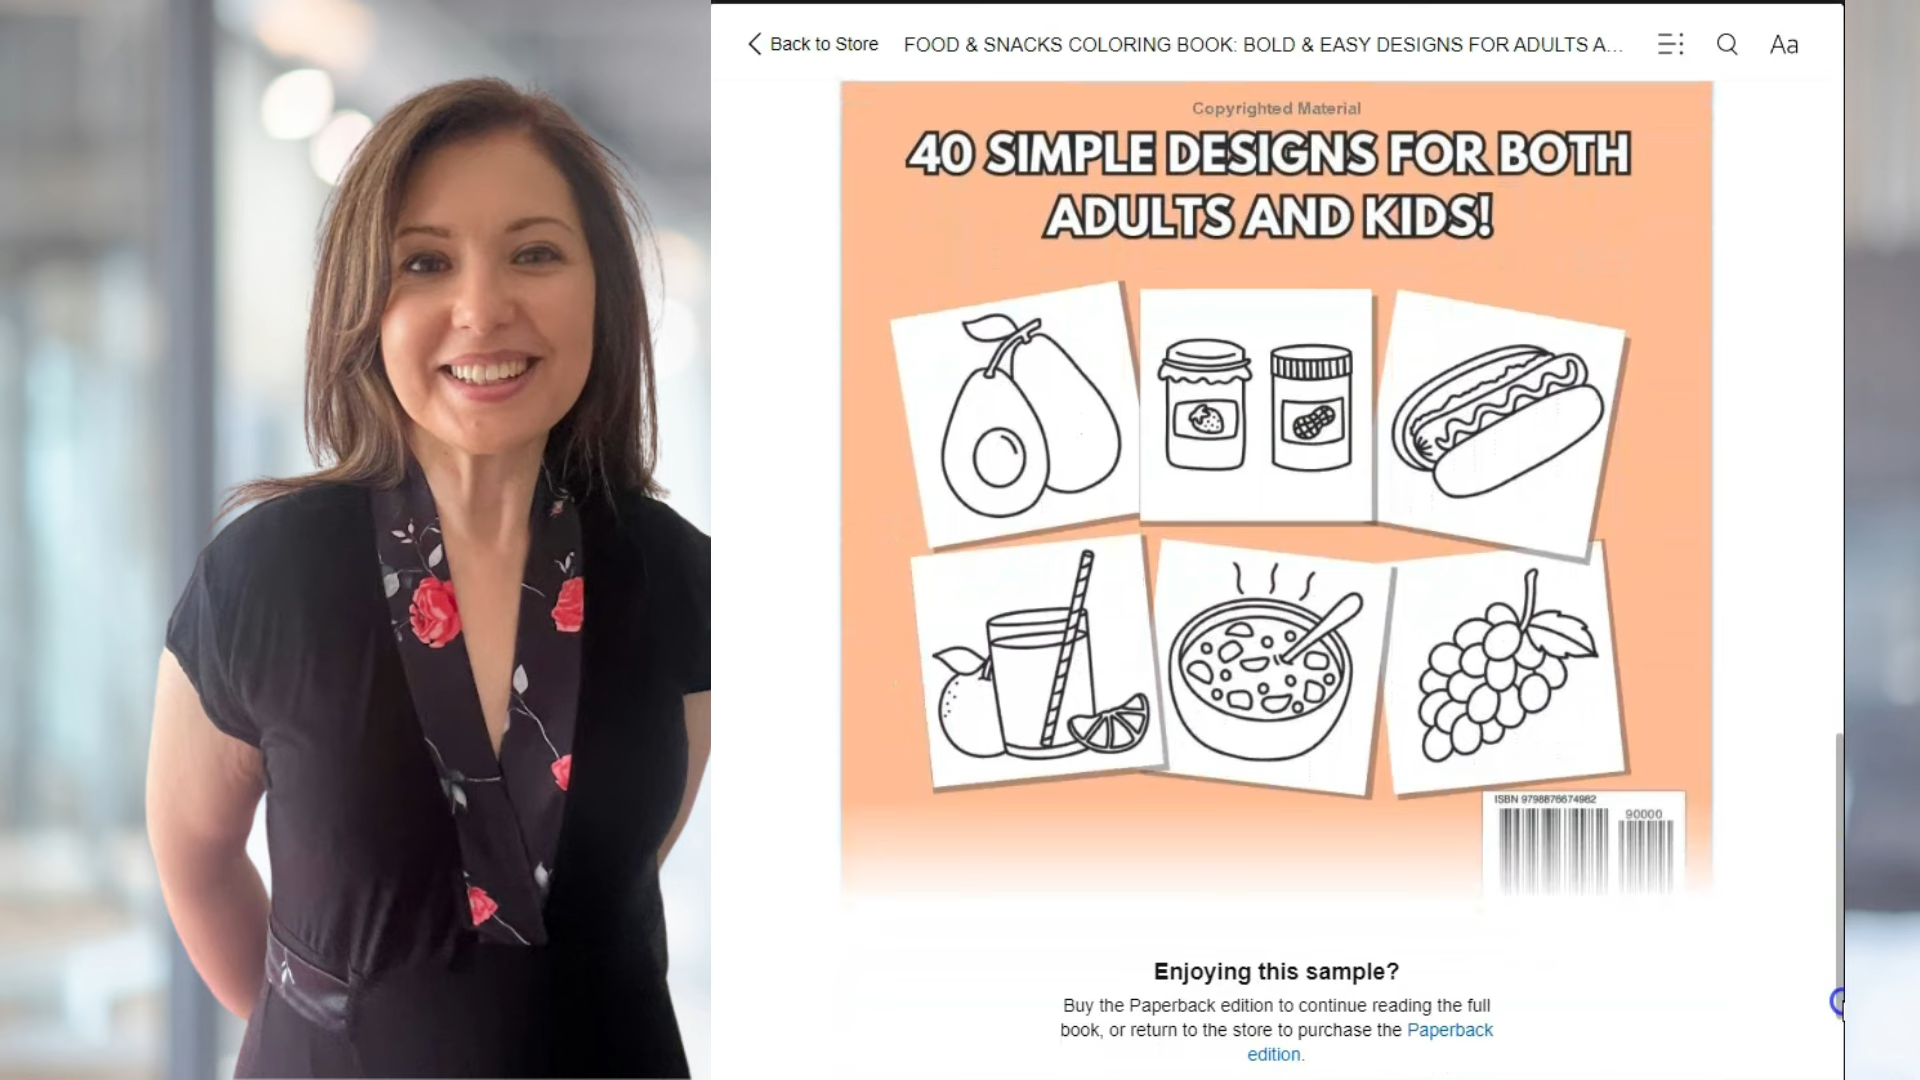 Back to Store
FOOD & SNACKS COLORING BOOK: BOLD & EASY DESIGNS FOR ADULTS A...
Aa
Copyrighted Material
40 SIMPLE DESIGNS FOR BOTH
ADULTS AND KIDS!
ISBN 9798876674982
90000
Enjoying this sample?
Buy the Paperback edition to continue reading the full
book, or return to the store to purchase the Paperback
edition.